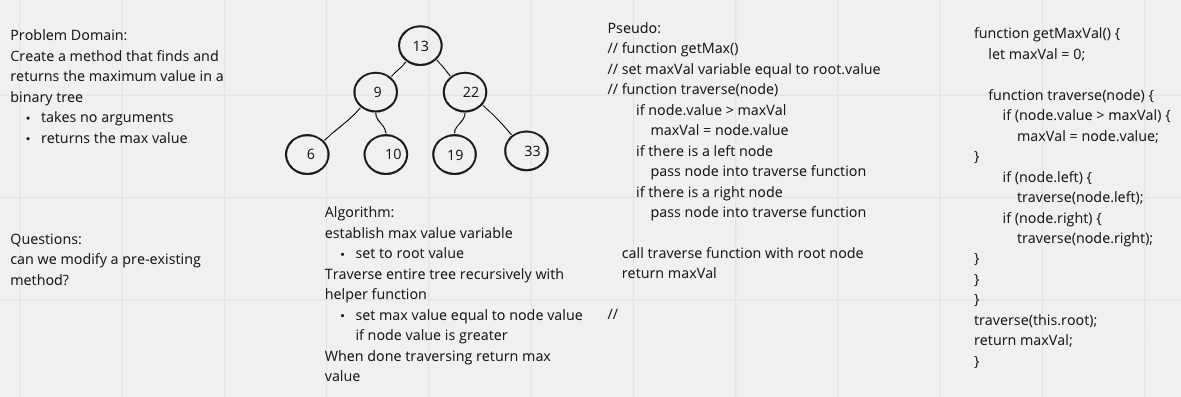 Problem Domain:
Create a method that finds and
returns the maximum value in a
binary tree
• takes no arguments
• returns the max value
Questions:
can we modify a pre-existing
method?
13
9
22
6
10
19
33
Algorithm:
establish max value variable
• set to root value
Traverse entire tree recursively with
helper function
• set max value equal to node value
if node value is greater
When done traversing return max
value
Pseudo:
// function getMax()
// set maxVal variable equal to root.value
// function traverse(node)
if node.value > maxVal
maxVal = node.value
if there is a left node
pass node into traverse function
if there is a right node
pass node into traverse function
call traverse function with root node
return maxVal
//
function getMaxVal() {
let maxVal = 0;
function traverse(node) {
if (node.value > maxVal) {
maxVal = node.value;
}
if (node.left) {
traverse(node.left);
if (node.right) {
traverse(node.right);
}
}
}
traverse(this.root);
return maxVal;
}